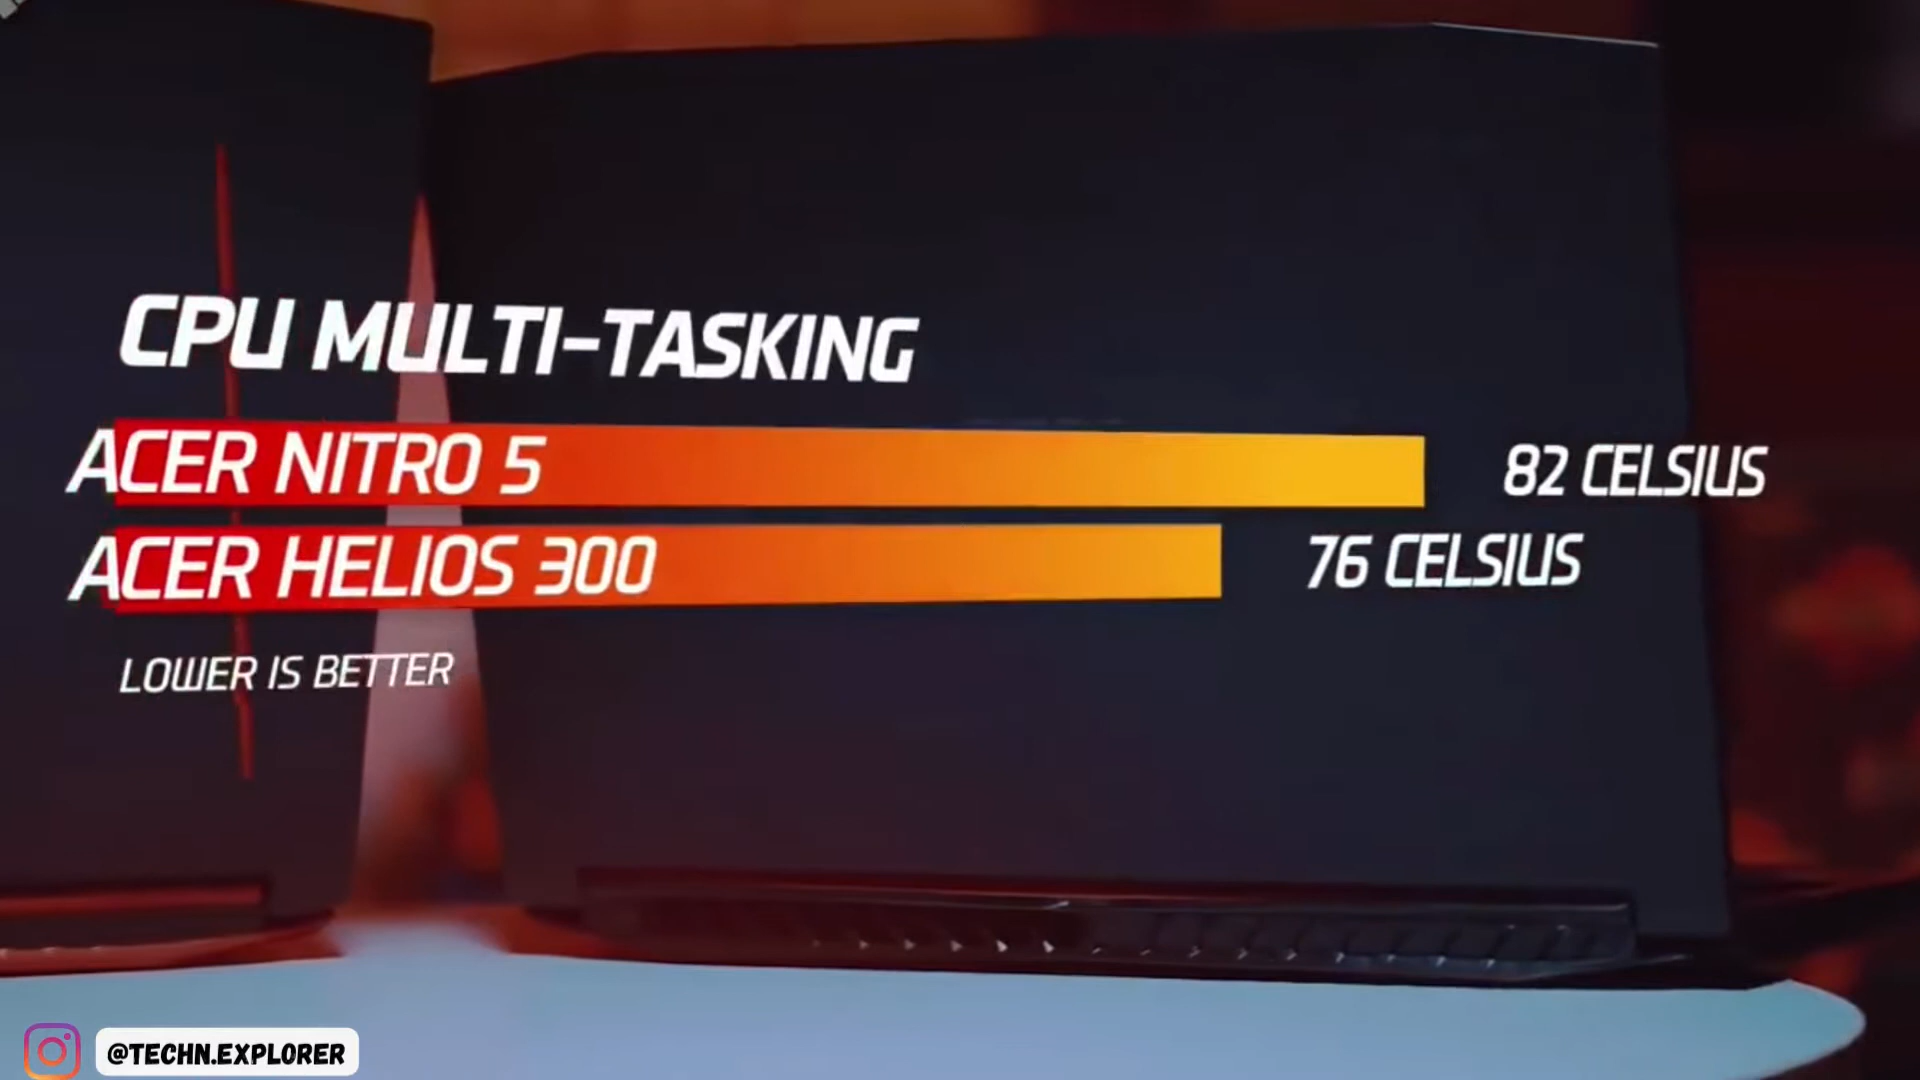 CPU MULTI-TASKING
ACER NITRO 5 82 CELSIUS
ACER HELIOS 300 76 CELSIUS
LOWER IS BETTER
@TECHN.EXPLORER